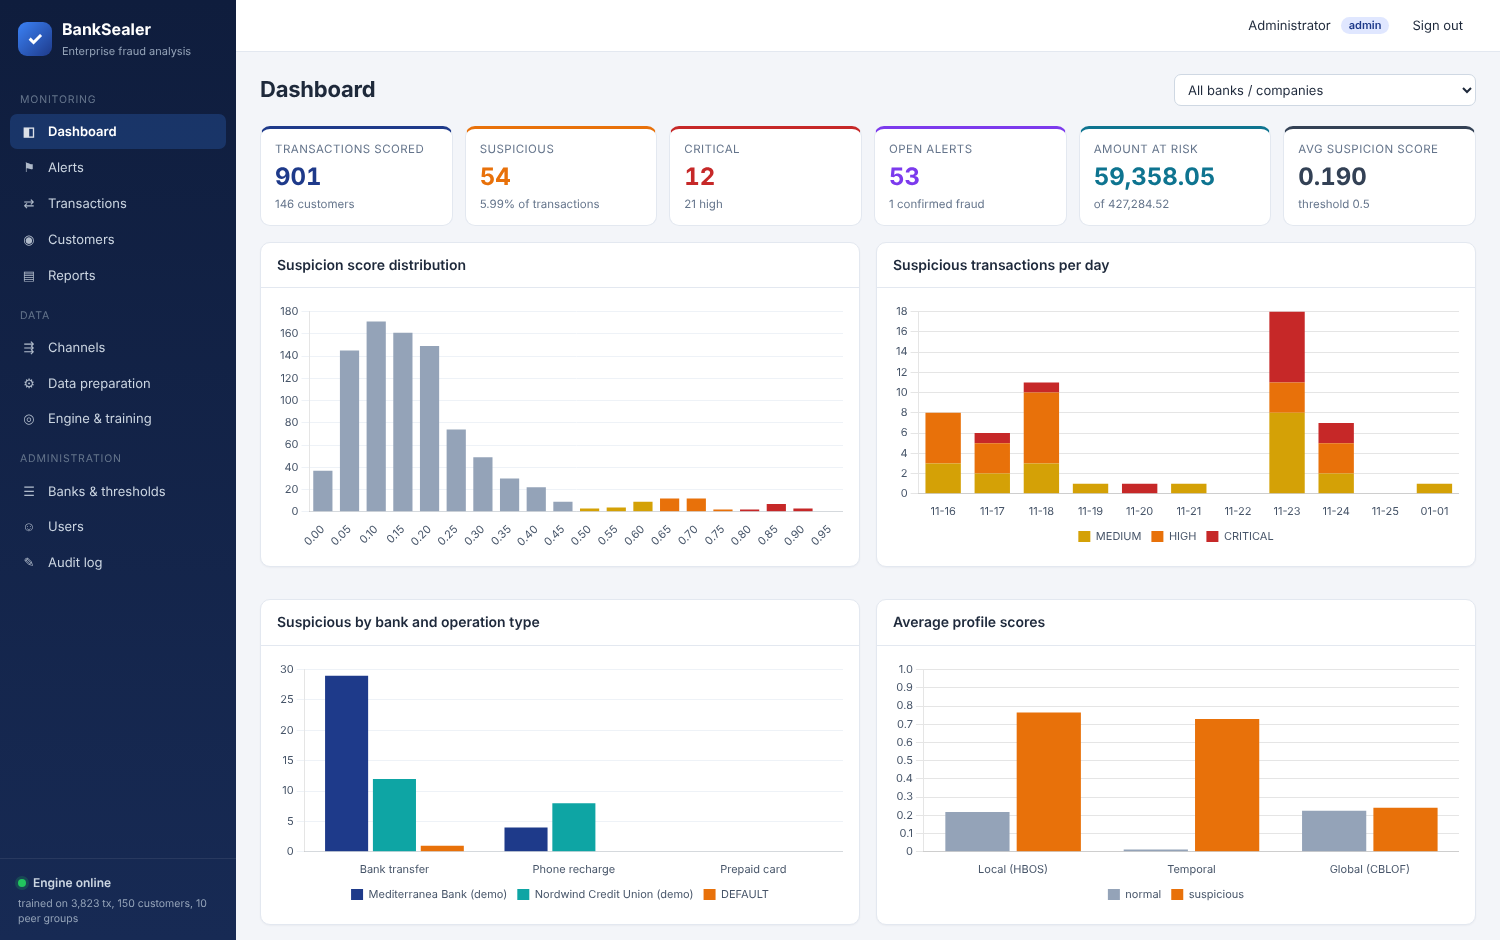 BankSealer
Enterprise fraud analysis
MONITORING
Dashboard
Alerts
Transactions
Customers
Reports
DATA
Channels
Data preparation
Engine & training
ADMINISTRATION
Banks & thresholds
Users
Audit log
Engine online
trained on 3,823 tx, 150 customers, 10
peer groups
Administrator admin Sign out
Dashboard
All banks / companies
TRANSACTIONS SCORED
901
146 customers
SUSPICIOUS
54
5.99% of transactions
CRITICAL
12
21 high
OPEN ALERTS
53
1 confirmed fraud
AMOUNT AT RISK
59,358.05
of 427,284.52
AVG SUSPICION SCORE
0.190
threshold 0.5
Suspicion score distribution
180
160
140
120
100
80
60
40
20
0
0.00 0.05 0.10 0.15 0.20 0.25 0.30 0.35 0.40 0.45 0.50 0.55 0.60 0.65 0.70 0.75 0.80 0.85 0.90 0.95
Suspicious transactions per day
18
16
14
12
10
8
6
4
2
0
11-16 11-17 11-18 11-19 11-20 11-21 11-22 11-23 11-24 11-25 01-01
MEDIUM HIGH CRITICAL
Suspicious by bank and operation type
30
25
20
15
10
5
0
Bank transfer Phone recharge Prepaid card
Mediterranea Bank (demo) Nordwind Credit Union (demo) DEFAULT
Average profile scores
1.0
0.9
0.8
0.7
0.6
0.5
0.4
0.3
0.2
0.1
0
Local (HBOS) Temporal Global (CBLOF)
normal suspicious